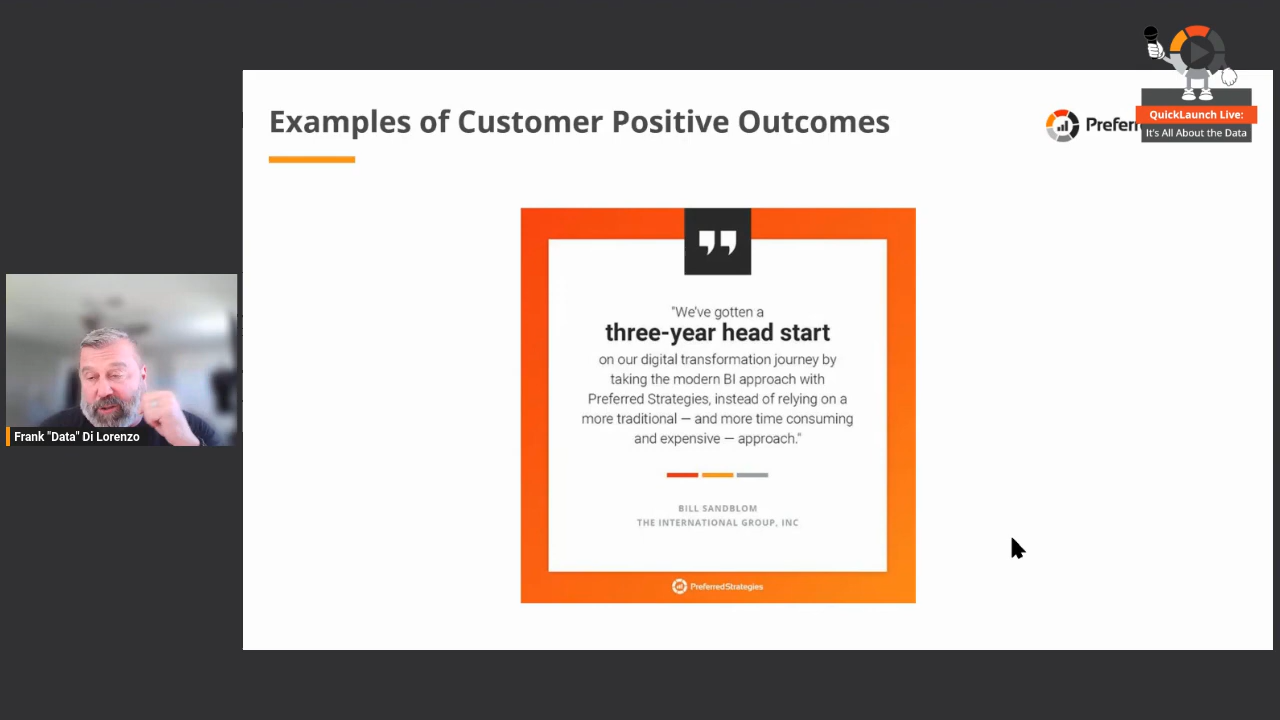 Examples of Customer Positive Outcomes
QuickLaunch Live:
It's All About the Data
"We've gotten a
three-year head start
on our digital transformation journey by
taking the modern BI approach with
Preferred Strategies, instead of relying on a
more traditional — and more time consuming
and expensive — approach."
BILL SANDBLOM
THE INTERNATIONAL GROUP, INC
PreferredStrategies
Frank "Data" Di Lorenzo